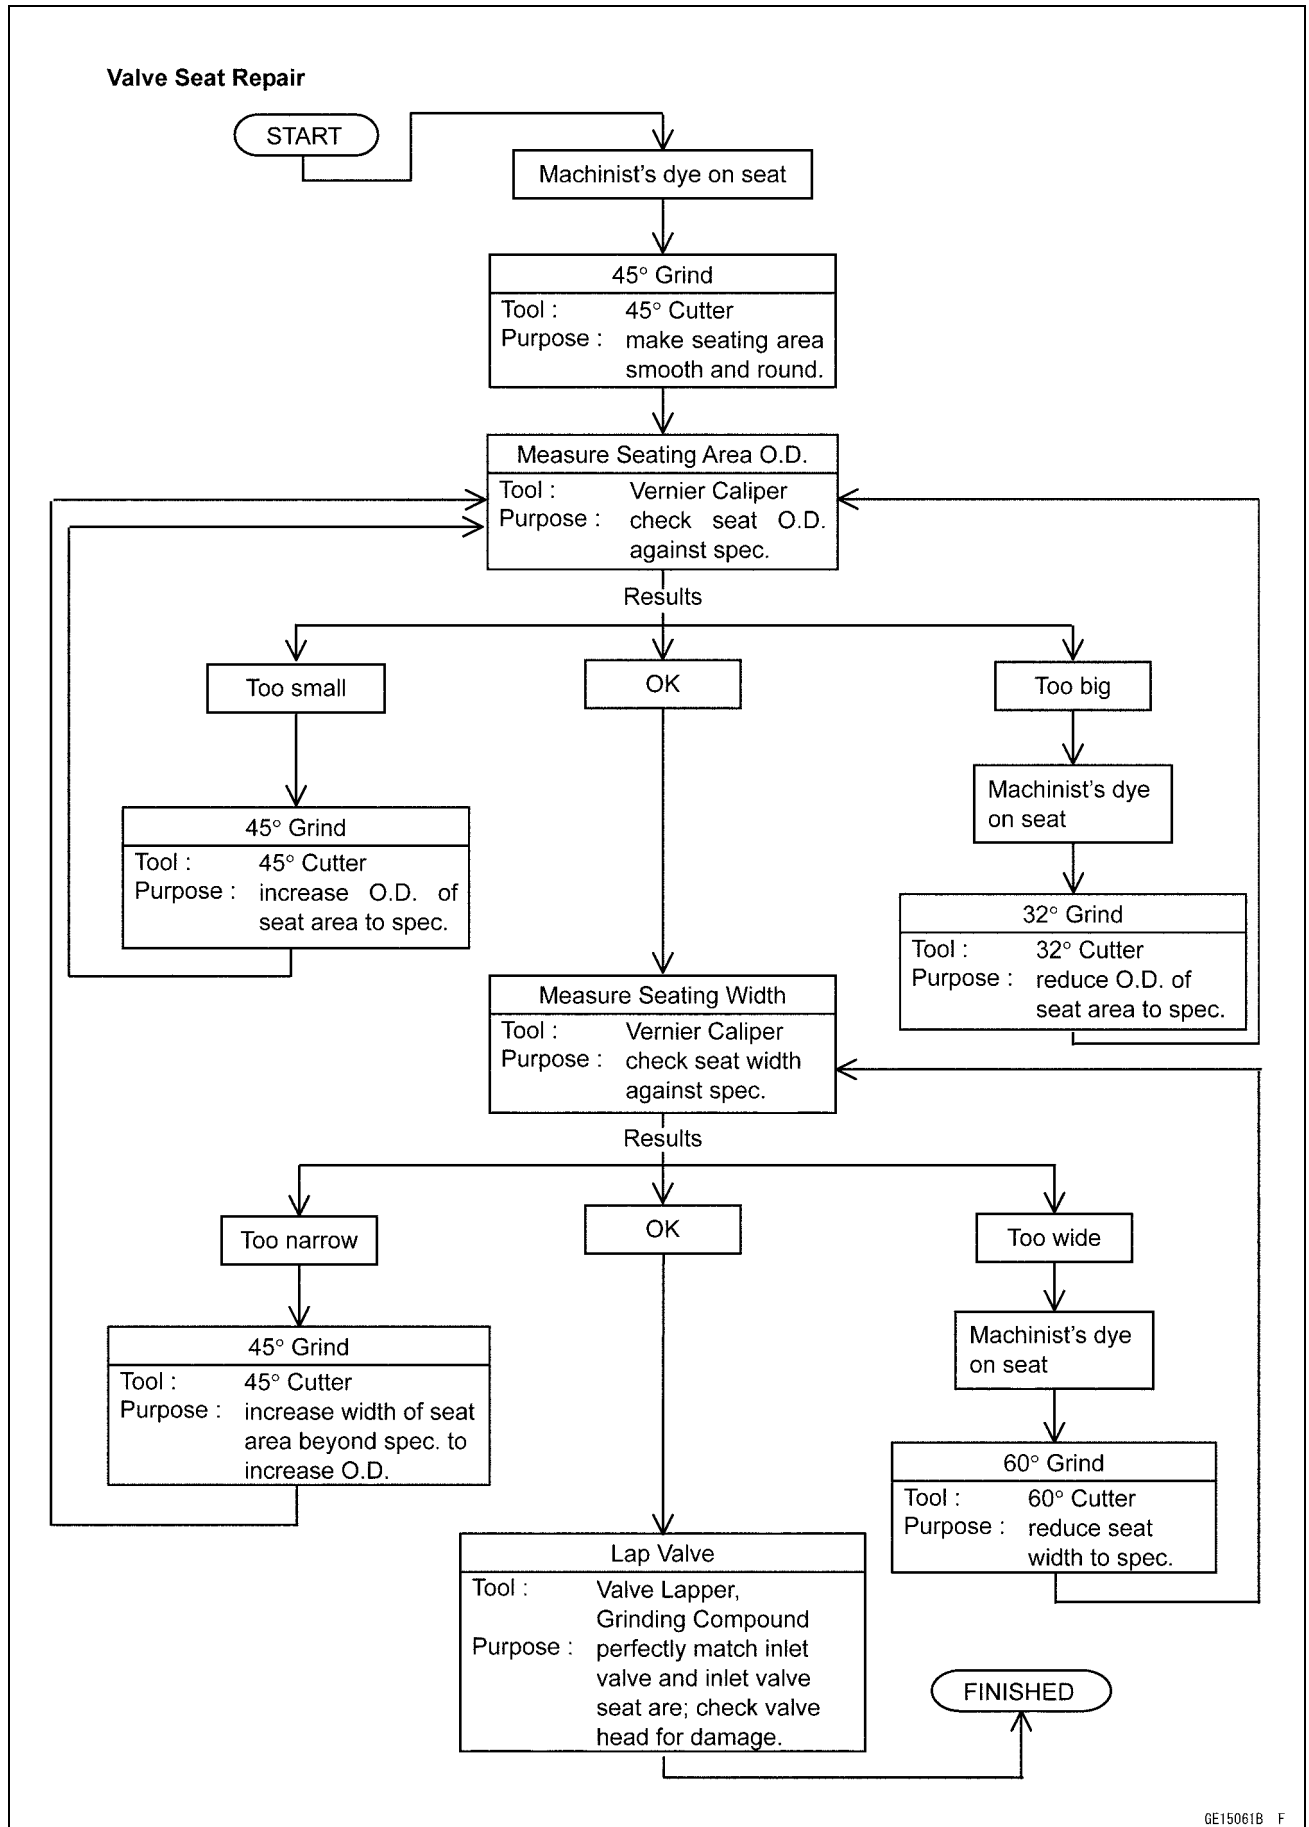 Valve Seat Repair
START
Machinist's dye on seat
45° Grind
Tool : 45° Cutter
Purpose : make seating area
smooth and round.
Measure Seating Area O.D.
Tool : Vernier Caliper
Purpose : check seat O.D.
against spec.
Results
Too small
OK
Too big
Machinist's dye
on seat
45° Grind
Tool : 45° Cutter
Purpose : increase O.D. of
seat area to spec.
32° Grind
Tool : 32° Cutter
Purpose : reduce O.D. of
seat area to spec.
Measure Seating Width
Tool : Vernier Caliper
Purpose : check seat width
against spec.
Results
Too narrow
OK
Too wide
Machinist's dye
on seat
45° Grind
Tool : 45° Cutter
Purpose : increase width of seat
area beyond spec. to
increase O.D.
60° Grind
Tool : 60° Cutter
Purpose : reduce seat
width to spec.
Lap Valve
Tool : Valve Lapper,
Grinding Compound
Purpose : perfectly match inlet
valve and inlet valve
seat are; check valve
head for damage.
FINISHED
GE15061B F